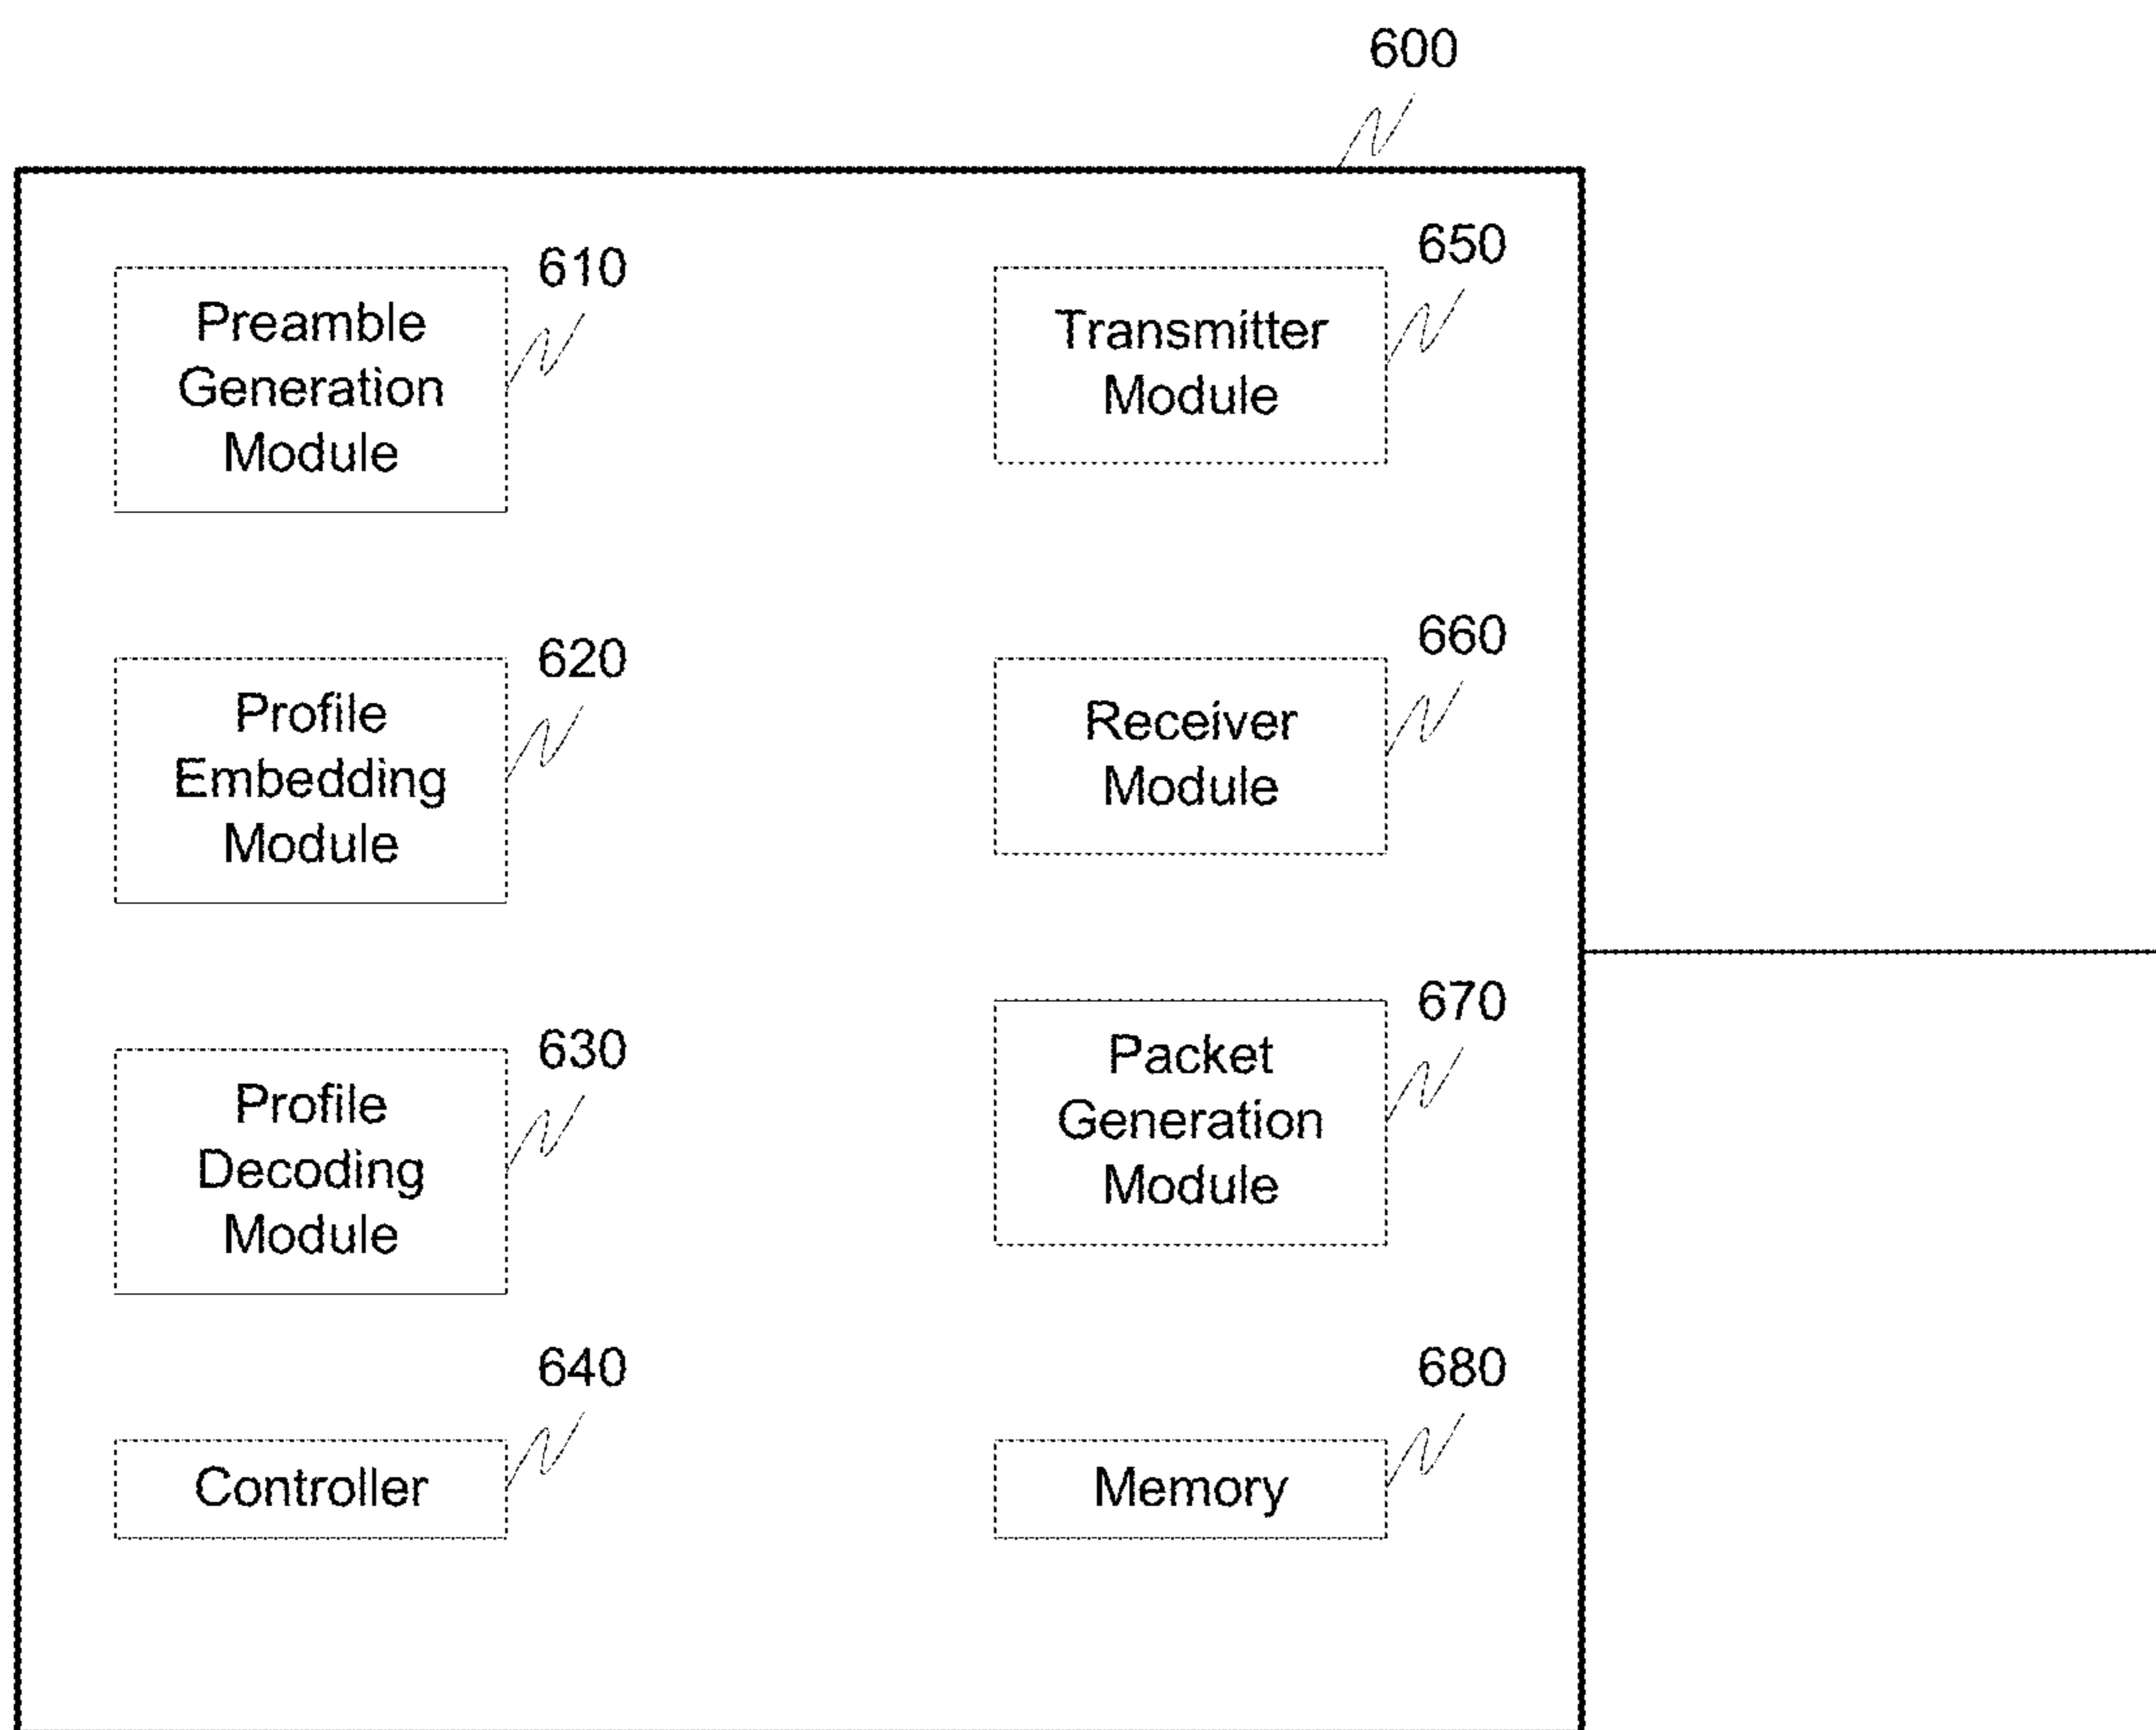 600
610
Preamble
Generation
Module
650
Transmitter
Module
620
Profile
Embedding
Module
660
Receiver
Module
630
Profile
Decoding
Module
670
Packet
Generation
Module
640
Controller
680
Memory